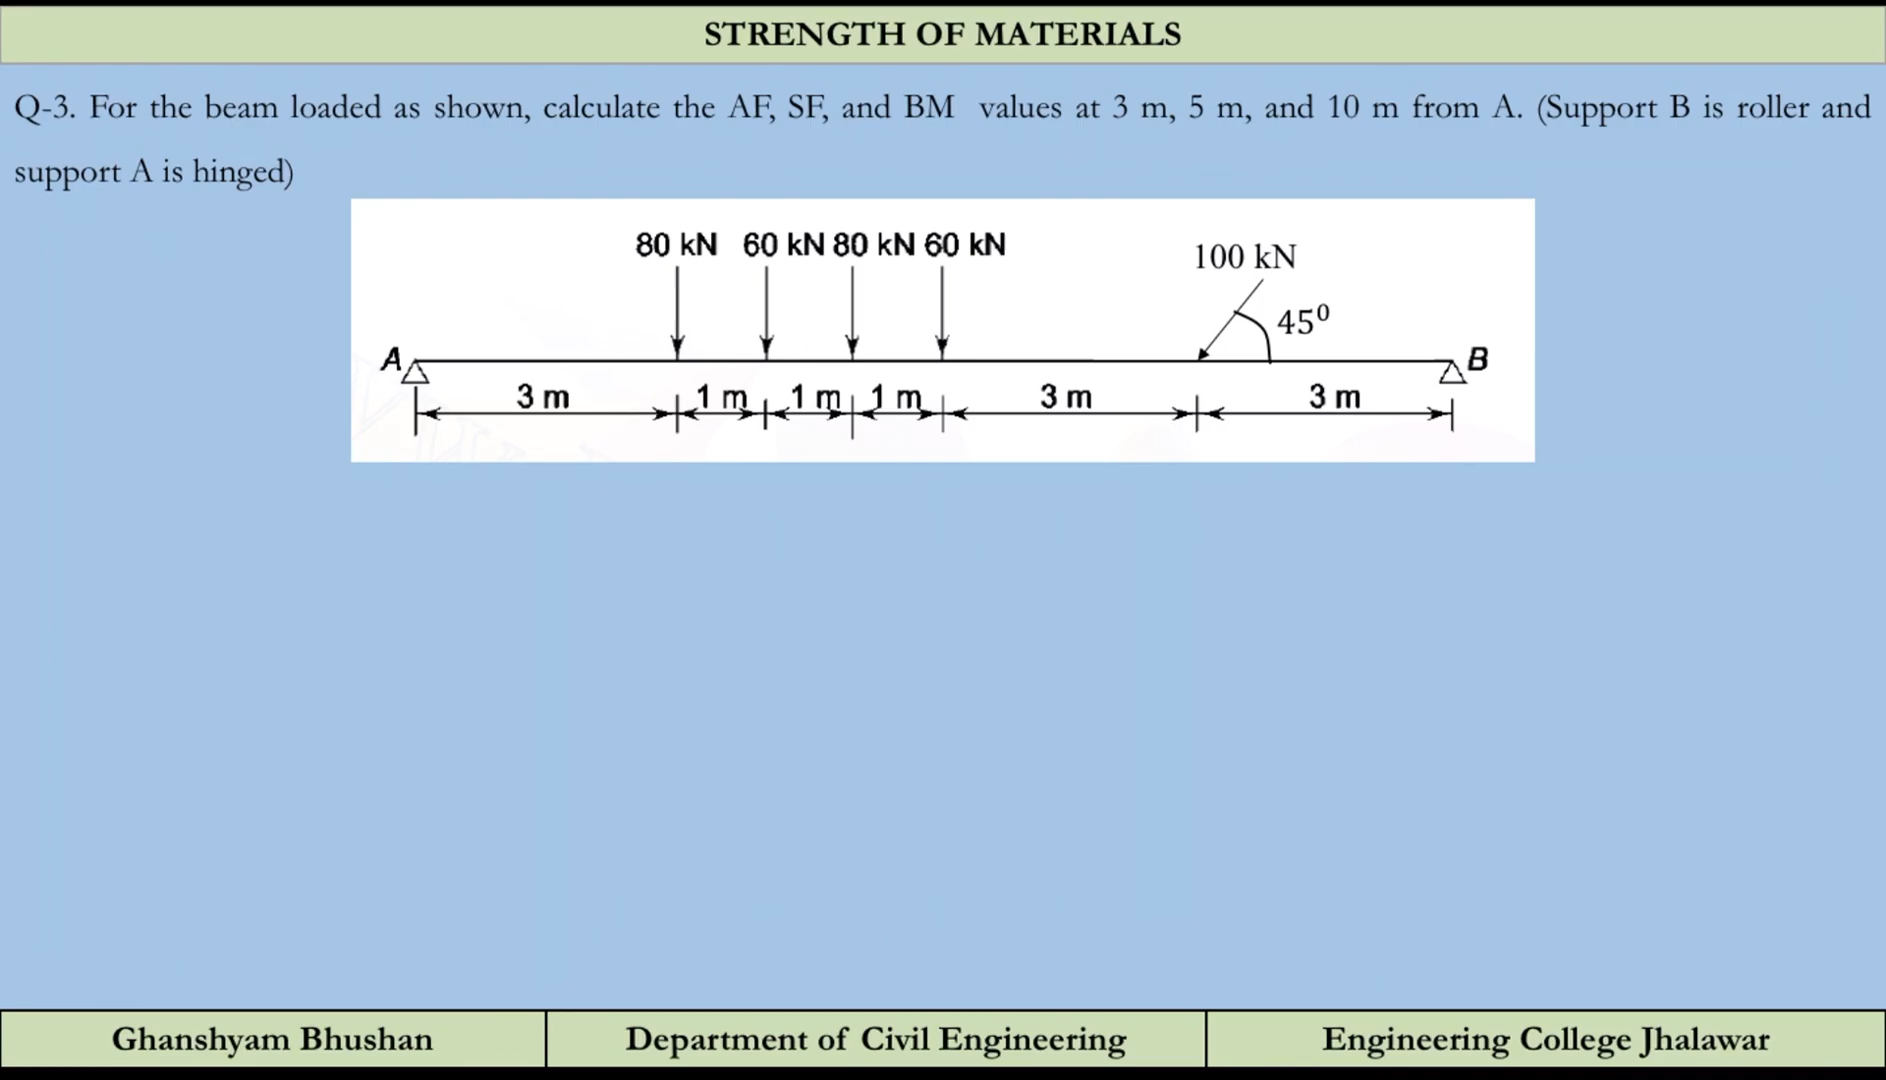 STRENGTH OF MATERIALS
Q-3. For the beam loaded as shown, calculate the AF, SF, and BM values at 3 m, 5 m, and 10 m from A. (Support B is roller and
support A is hinged)
80 kN 60 kN 80 kN 60 kN
100 kN
45⁰
A
B
3 m 1 m 1 m 1 m 3 m 3 m
Ghanshyam Bhushan
Department of Civil Engineering
Engineering College Jhalawar